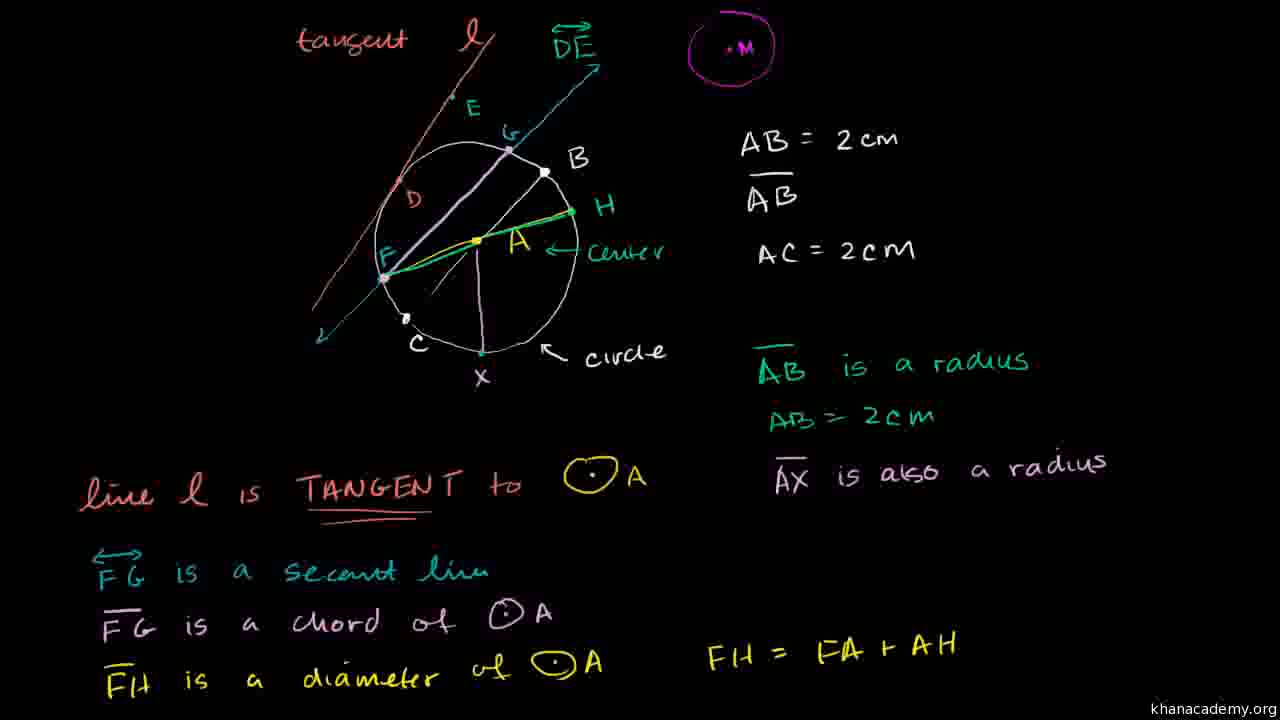 tangent l
DE
M
E
G
B
D
H
F
A
center
C
X
circle
AB = 2cm
AB
AC = 2cm
AB is a radius
AB = 2cm
AX is also a radius
line l is TANGENT to ⊙A
FG is a secant line
FG is a chord of ⊙A
FH is a diameter of ⊙A
FH = FA + AH
khanacademy.org